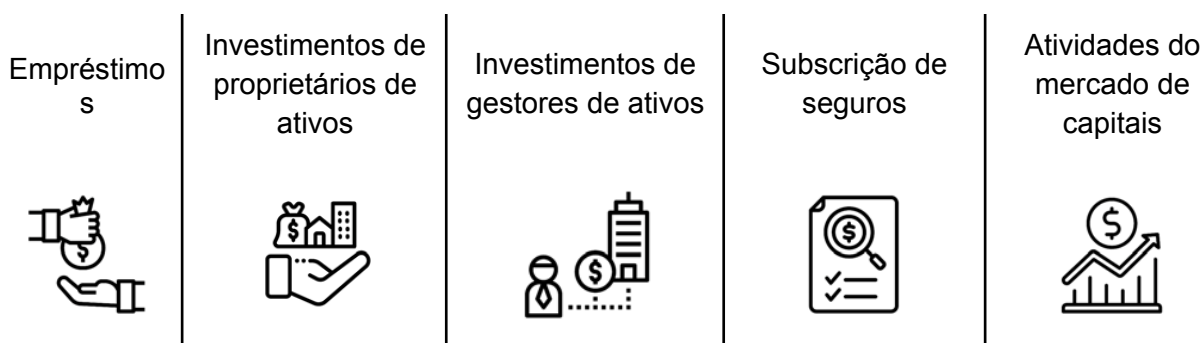 Empréstimo
s
Investimentos de
proprietários de
ativos
Investimentos de
gestores de ativos
Subscrição de
seguros
Atividades do
mercado de
capitais
$
$
$
$
$